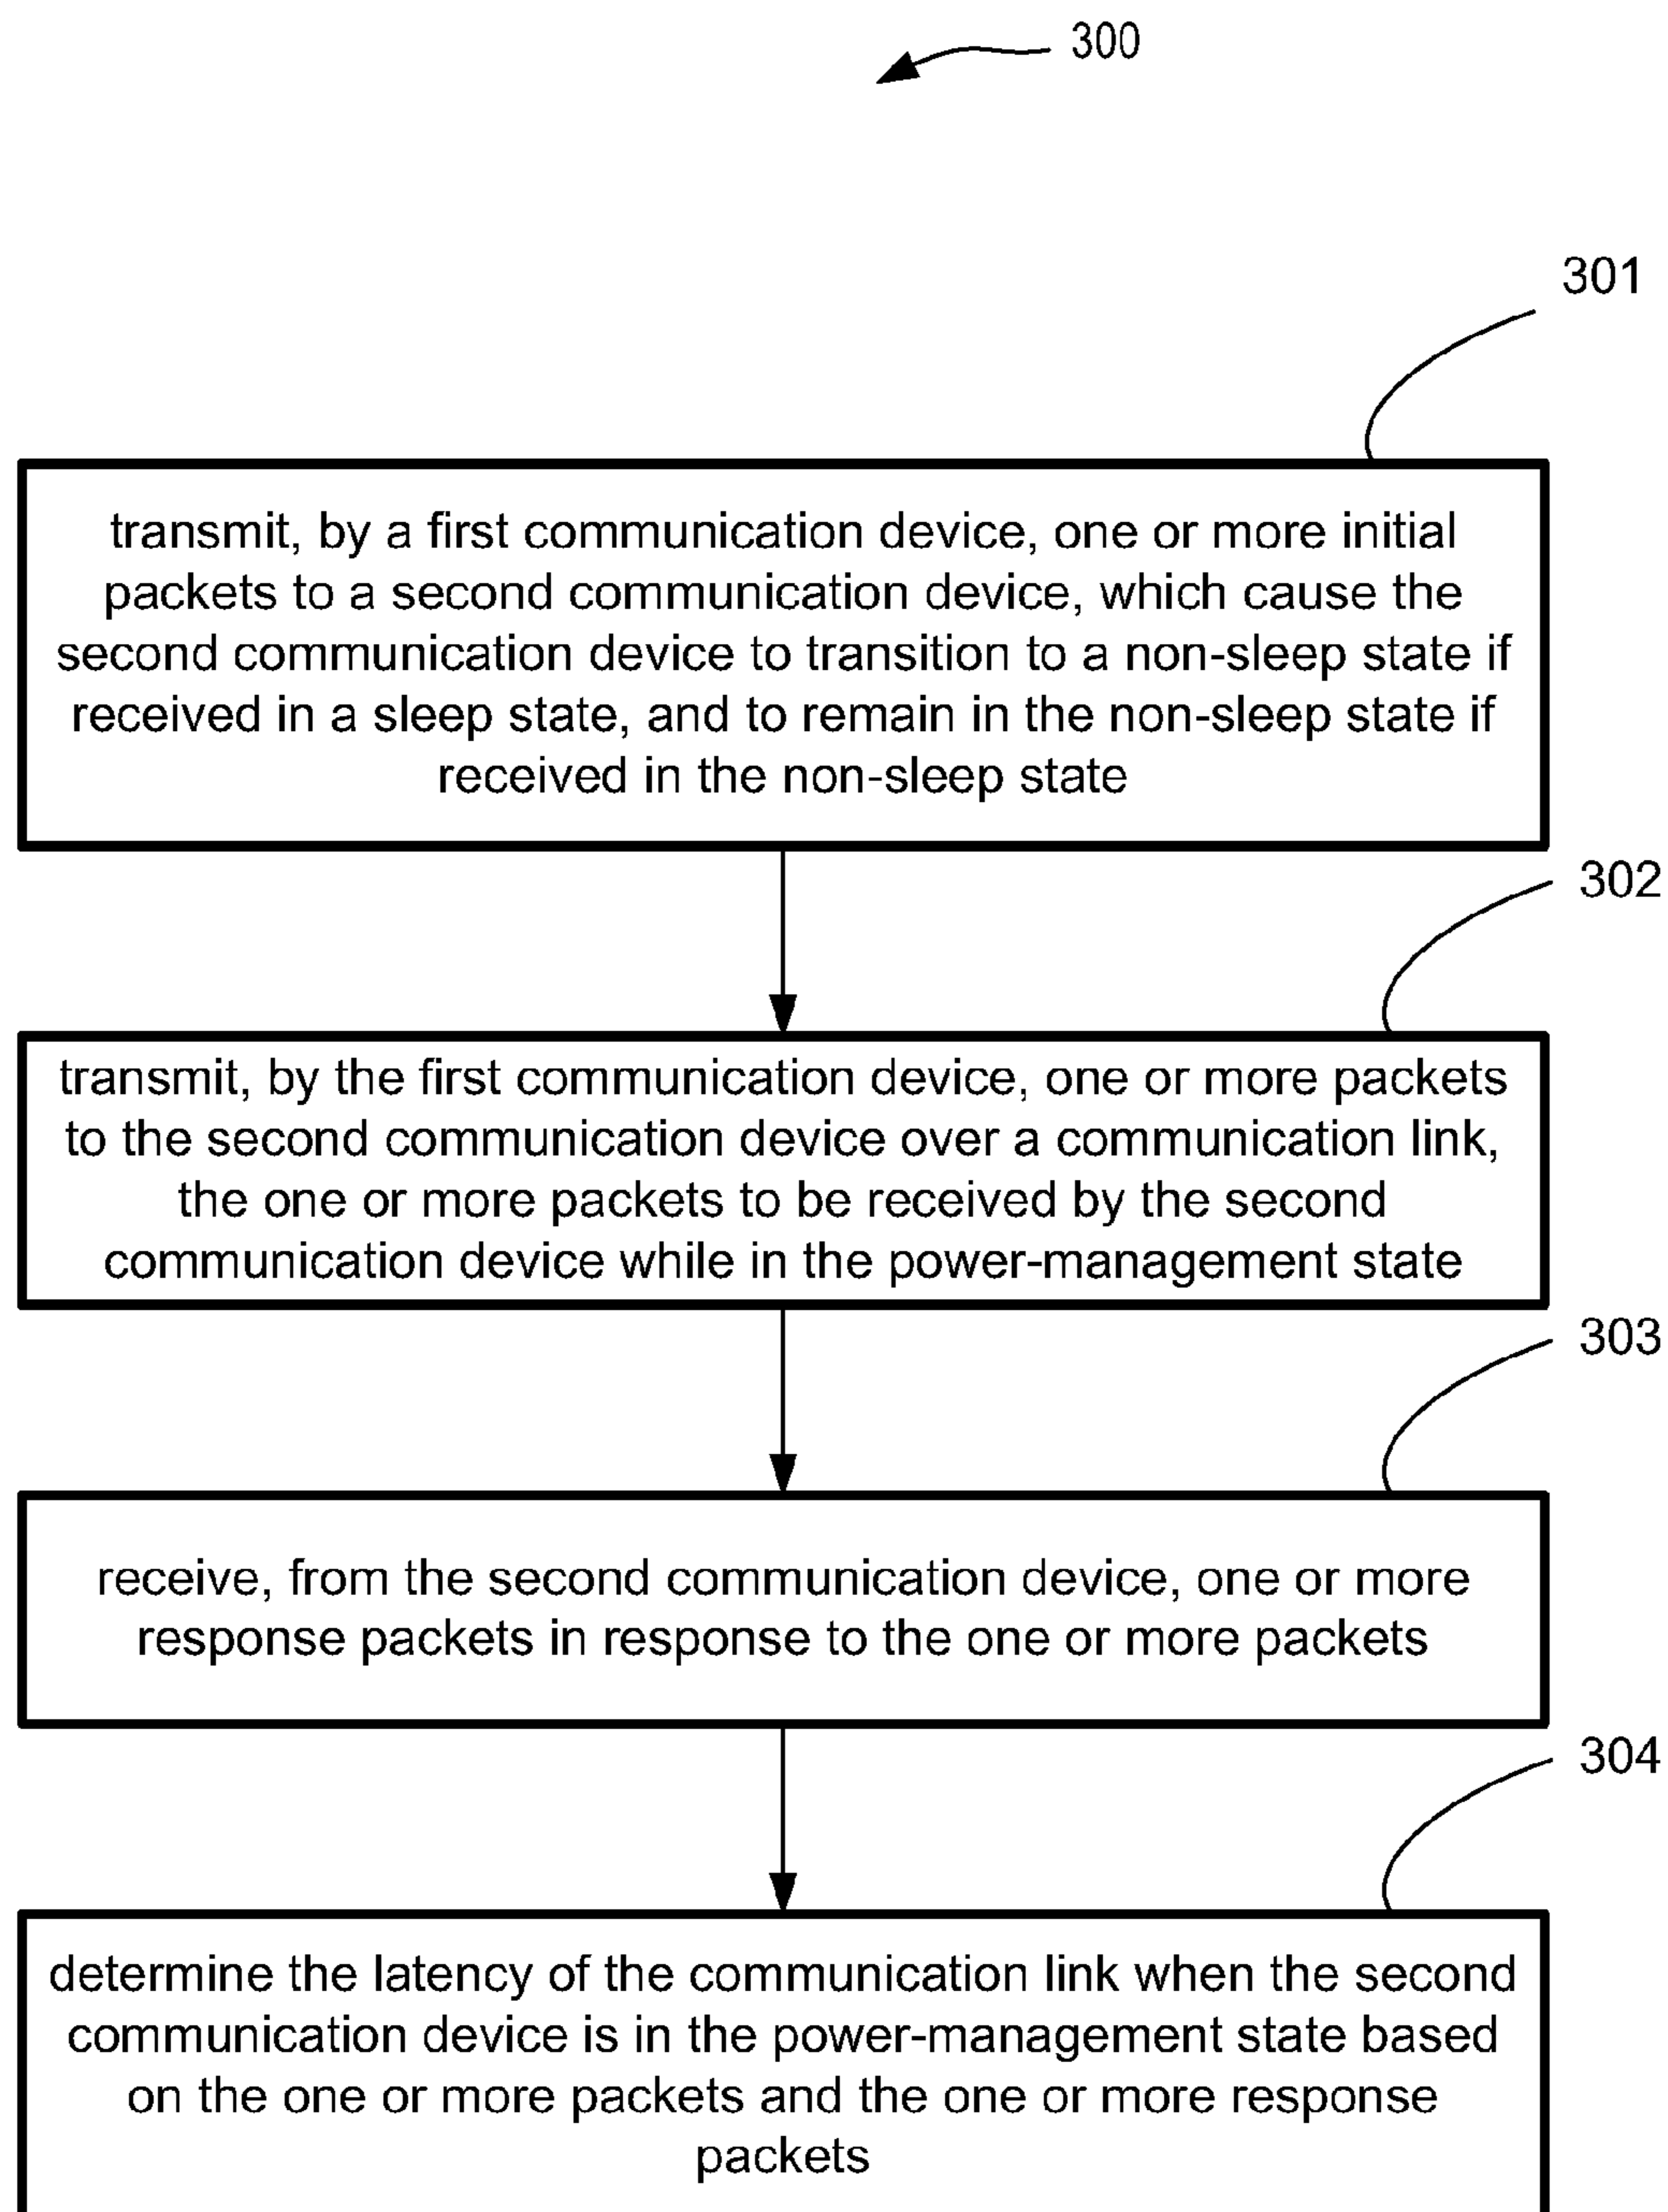 300
301
transmit, by a first communication device, one or more initial
packets to a second communication device, which cause the
second communication device to transition to a non-sleep state if
received in a sleep state, and to remain in the non-sleep state if
received in the non-sleep state
302
transmit, by the first communication device, one or more packets
to the second communication device over a communication link,
the one or more packets to be received by the second
communication device while in the power-management state
303
receive, from the second communication device, one or more
response packets in response to the one or more packets
304
determine the latency of the communication link when the second
communication device is in the power-management state based
on the one or more packets and the one or more response
packets